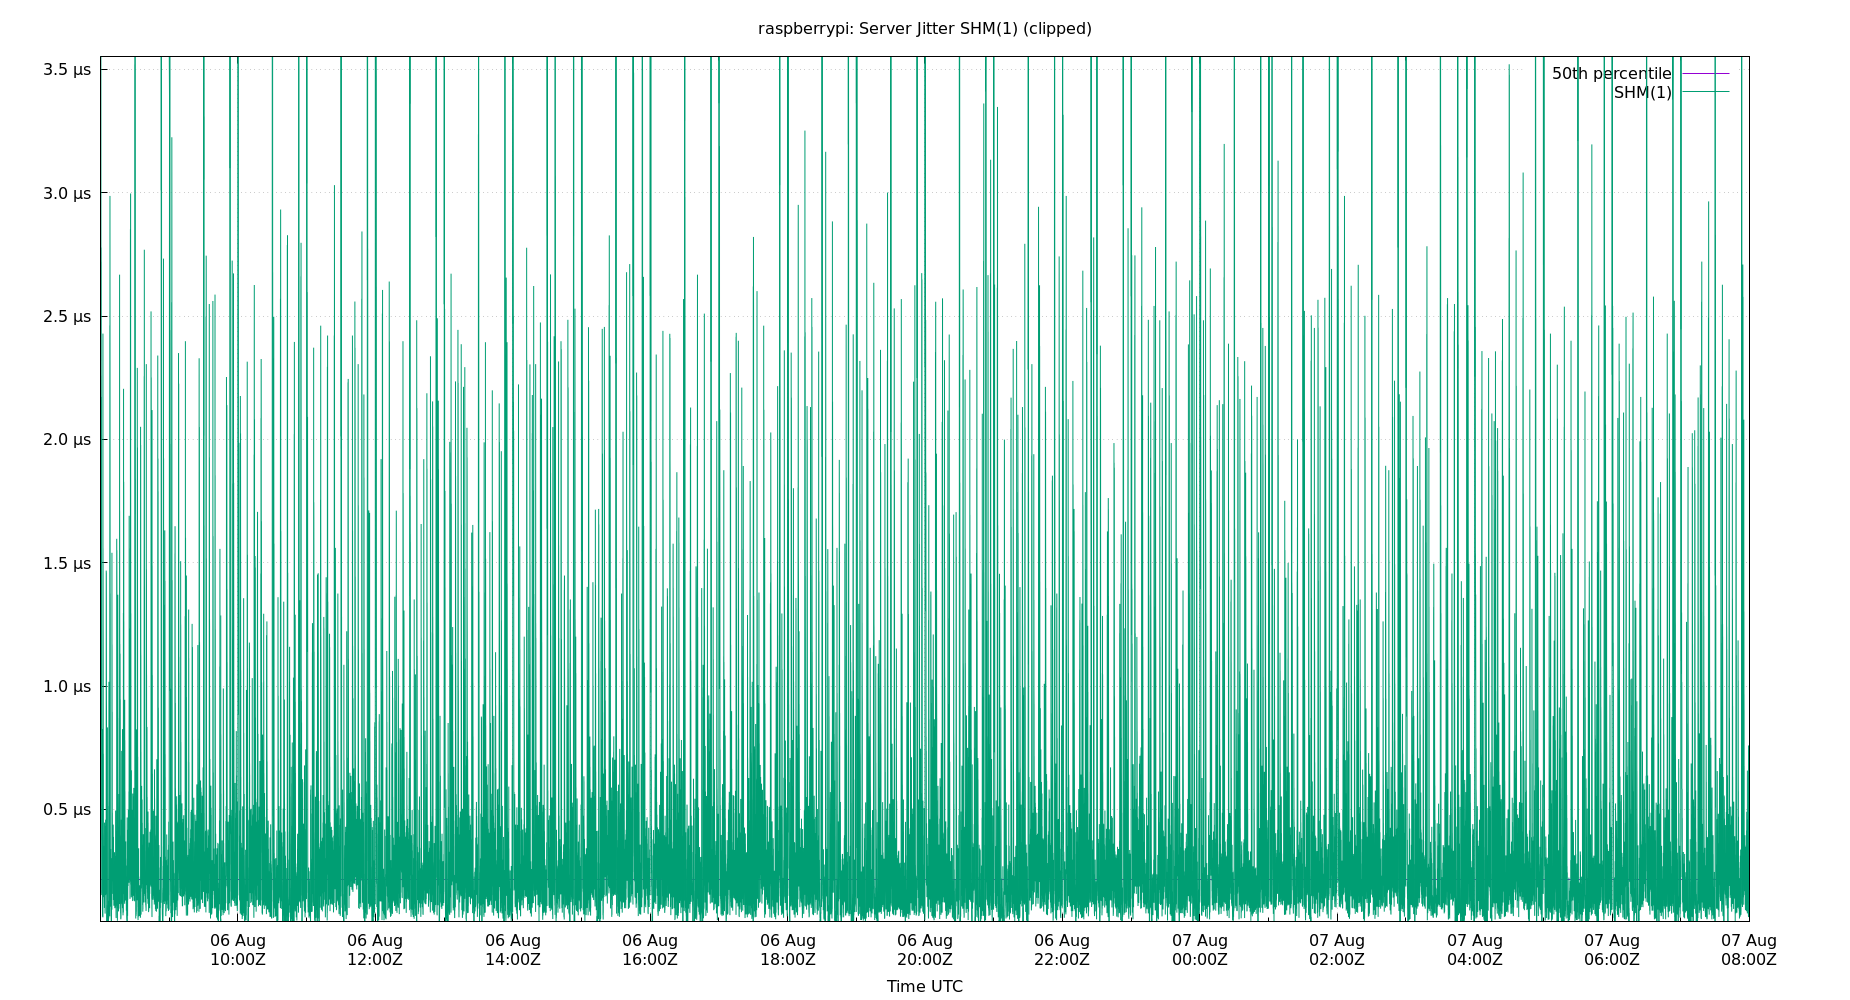 raspberrypi: Server Jitter SHM(1) (clipped)
3.5 µs
3.0 µs
2.5 µs
2.0 µs
1.5 µs
1.0 µs
0.5 µs
50th percentile
SHM(1)
06 Aug 06 Aug 06 Aug 06 Aug 06 Aug 06 Aug 06 Aug 07 Aug 07 Aug 07 Aug 07 Aug 07 Aug
10:00Z 12:00Z 14:00Z 16:00Z 18:00Z 20:00Z 22:00Z 00:00Z 02:00Z 04:00Z 06:00Z 08:00Z
Time UTC